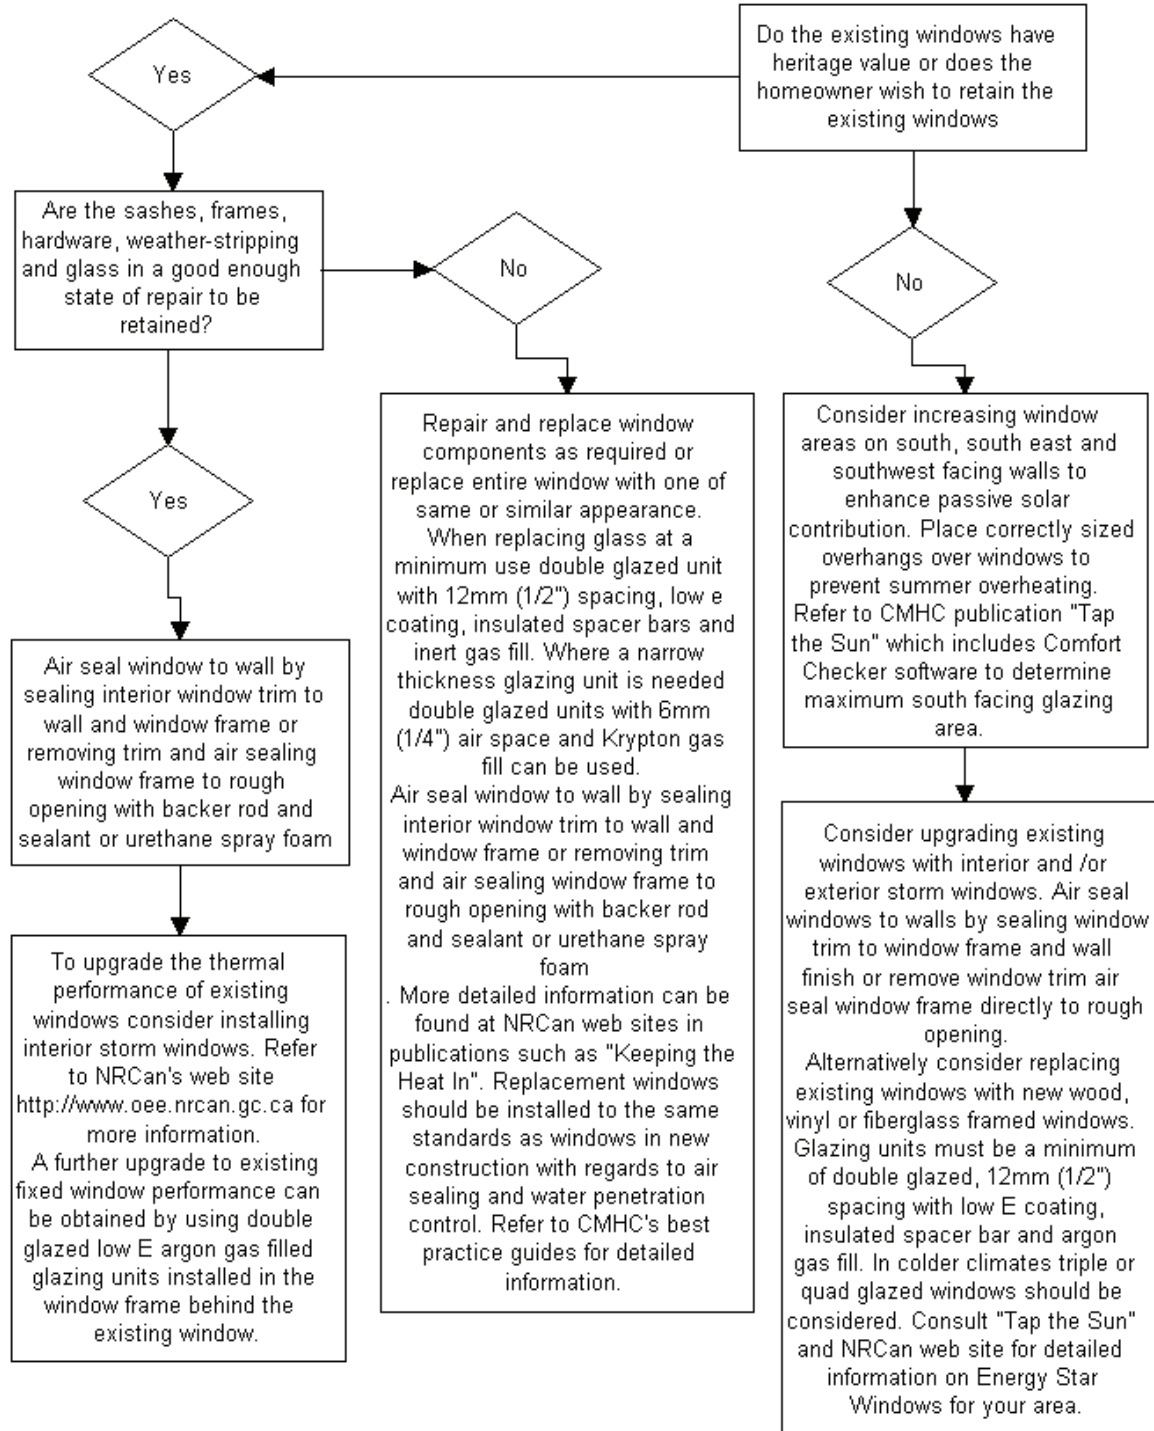 Do the existing windows have
heritage value or does the
homeowner wish to retain the
existing windows
Yes
Are the sashes, frames,
hardware, weather-stripping
and glass in a good enough
state of repair to be
retained?
No
No
Yes
Repair and replace window
components as required or
replace entire window with one of
same or similar appearance.
When replacing glass at a
minimum use double glazed unit
with 12mm (1/2") spacing, low e
coating, insulated spacer bars and
inert gas fill. Where a narrow
thickness glazing unit is needed
double glazed units with 6mm
(1/4") air space and Krypton gas
fill can be used.
Air seal window to wall by sealing
interior window trim to wall and
window frame or removing trim
and air sealing window frame to
rough opening with backer rod
and sealant or urethane spray
foam
. More detailed information can be
found at NRCan web sites in
publications such as "Keeping the
Heat In". Replacement windows
should be installed to the same
standards as windows in new
construction with regards to air
sealing and water penetration
control. Refer to CMHC's best
practice guides for detailed
information.
Consider increasing window
areas on south, south east and
southwest facing walls to
enhance passive solar
contribution. Place correctly sized
overhangs over windows to
prevent summer overheating.
Refer to CMHC publication "Tap
the Sun" which includes Comfort
Checker software to determine
maximum south facing glazing
area.
Air seal window to wall by
sealing interior window trim to
wall and window frame or
removing trim and air sealing
window frame to rough
opening with backer rod and
sealant or urethane spray foam
To upgrade the thermal
performance of existing
windows consider installing
interior storm windows. Refer
to NRCan's web site
http://www.oee.nrcan.gc.ca for
more information.
A further upgrade to existing
fixed window performance can
be obtained by using double
glazed low E argon gas filled
glazing units installed in the
window frame behind the
existing window.
Consider upgrading existing
windows with interior and /or
exterior storm windows. Air seal
windows to walls by sealing window
trim to window frame and wall
finish or remove window trim air
seal window frame directly to rough
opening.
Alternatively consider replacing
existing windows with new wood,
vinyl or fiberglass framed windows.
Glazing units must be a minimum
of double glazed, 12mm (1/2")
spacing with low E coating,
insulated spacer bar and argon
gas fill. In colder climates triple or
quad glazed windows should be
considered. Consult "Tap the Sun"
and NRCan web site for detailed
information on Energy Star
Windows for your area.